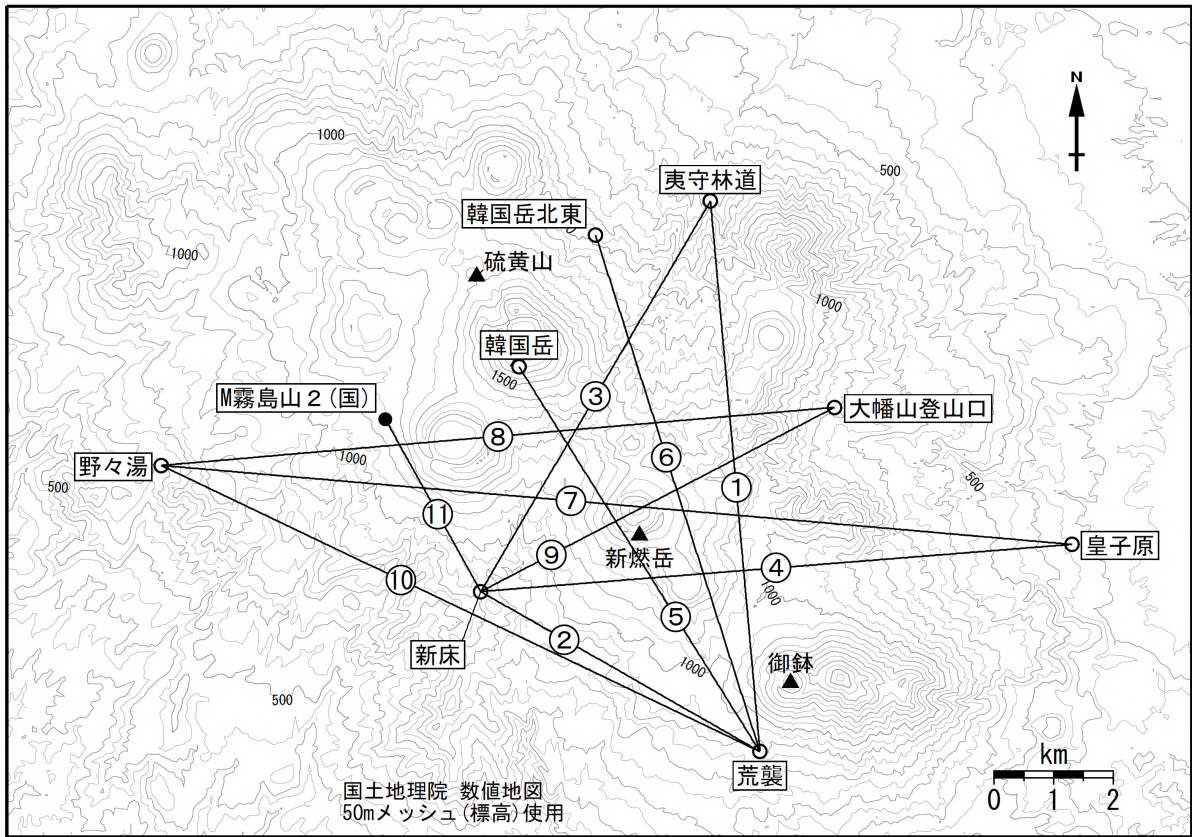 N
1000
500
夷守林道
韓国岳北東
1000
硫黄山
1000
韓国岳
1500
③
M霧島山2(国)
大幡山登山口
⑧
⑥
野々湯
1000
500
①
500
⑦
⑪
⑨
新燃岳
皇子原
④
⑩
1000
⑤
②
新床
1000
御鉢
500
荒襲
km
0 1 2
国土地理院 数値地図
50mメッシュ(標高)使用